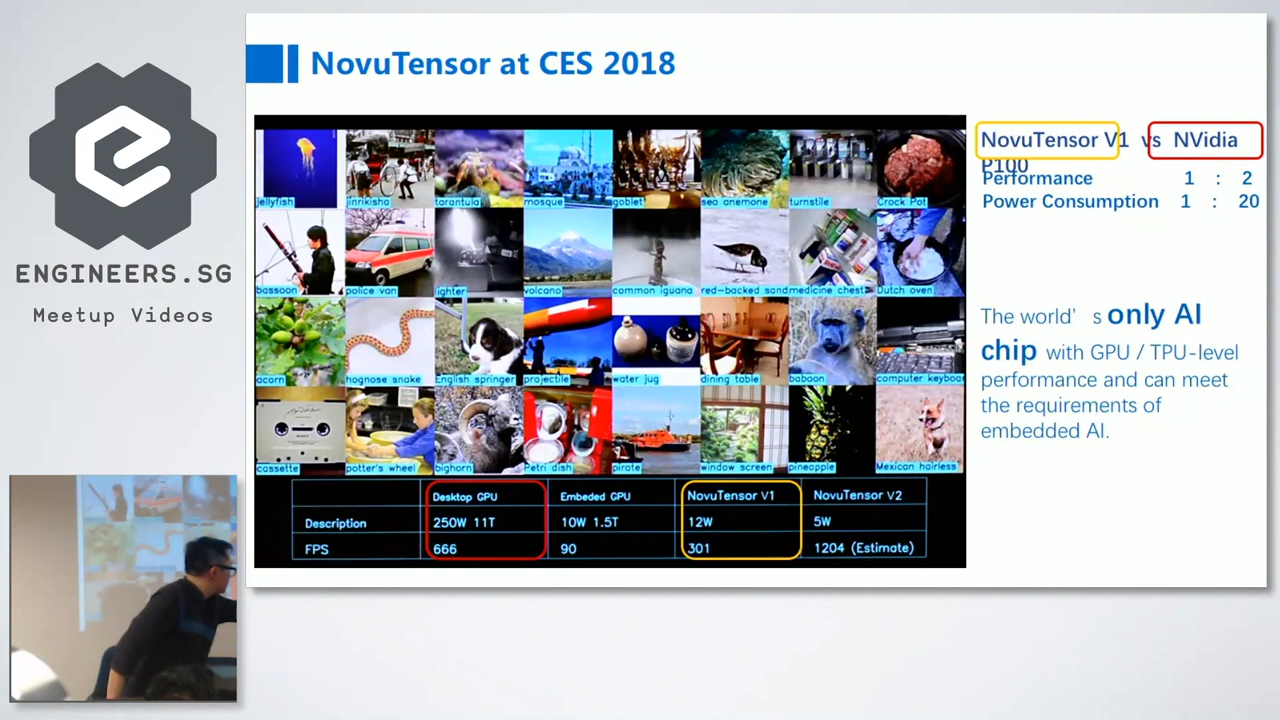 ENGINEERS.SG
Meetup Videos
NovuTensor at CES 2018
jellyfish jinrikisha tarantula mosque goblet sea anemone turnstile Crock Pot
bassoon police van lighter volcano common iguana red-backed sand medicine chest Dutch oven
acorn hognose snake English springer projectile water jug dining table baboon computer keyboar
cassette potter's wheel bighorn Petri dish pirate window screen pineapple Mexican hairless
Desktop GPU Embeded GPU NovuTensor V1 NovuTensor V2
Description 250W 11T 10W 1.5T 12W 5W
FPS 666 90 301 1204 (Estimate)
NovuTensor V1 vs NVidia
P100
Performance 1 : 2
Power Consumption 1 : 20
The world’ s only AI
chip with GPU / TPU-level
performance and can meet
the requirements of
embedded AI.